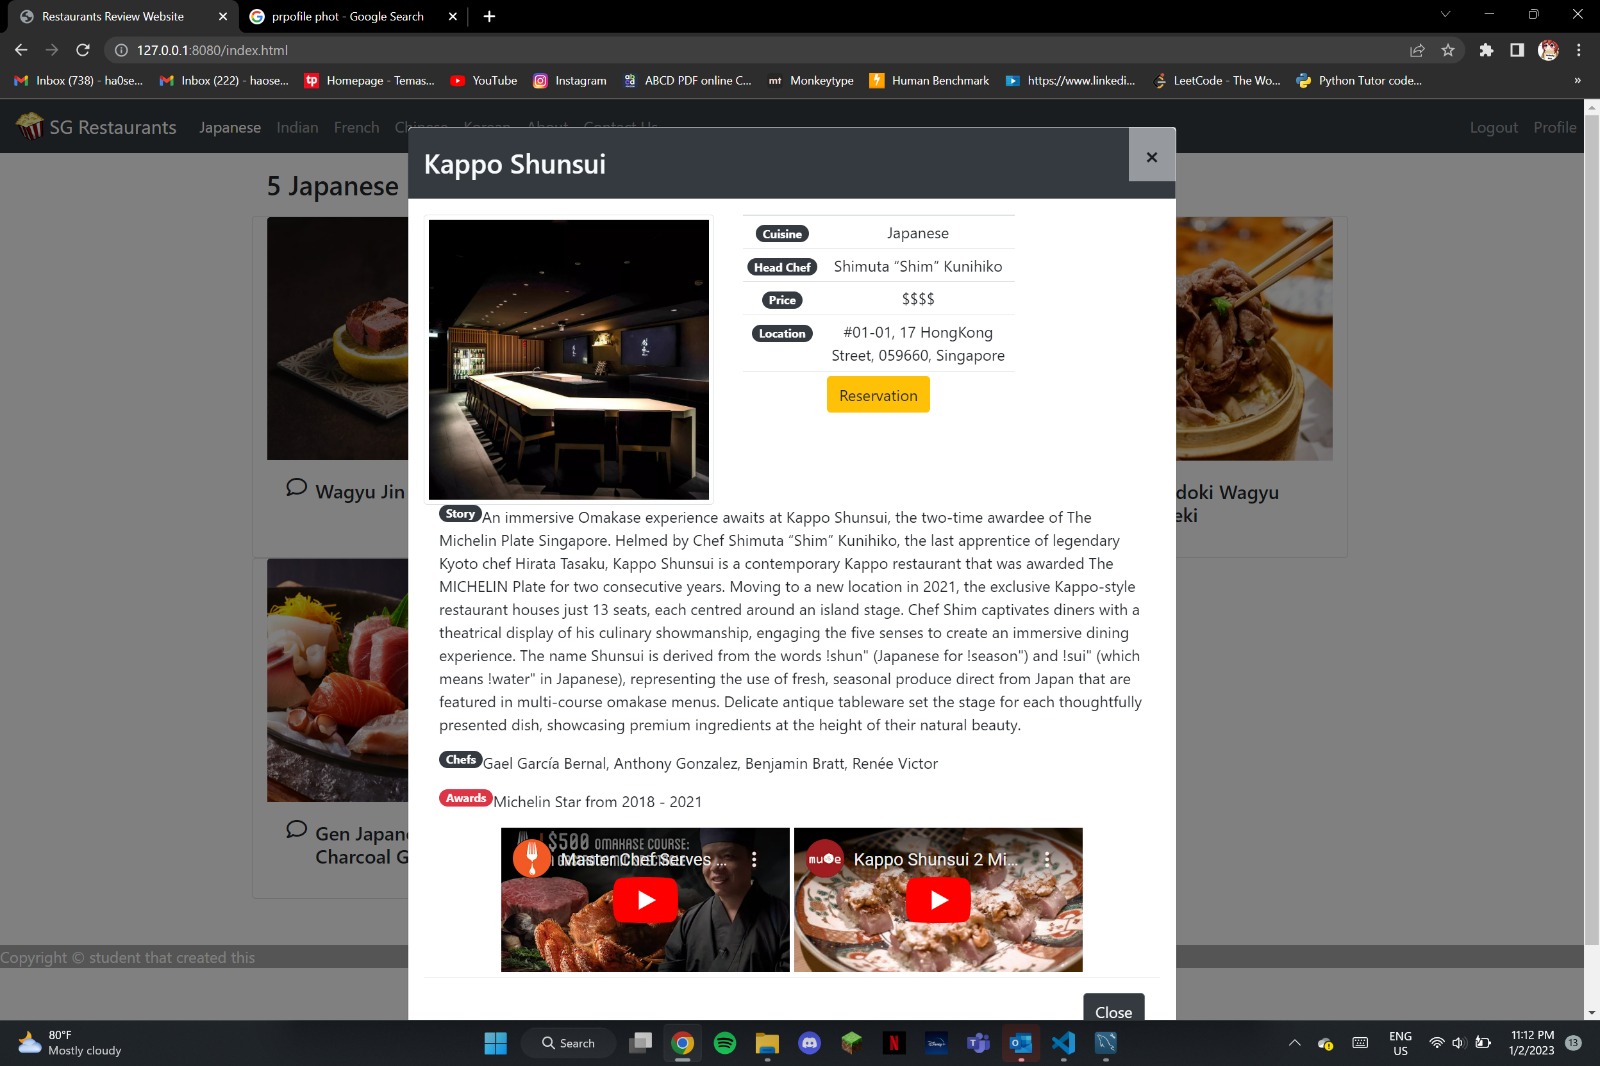 Restaurants Review Website
prpofile phot - Google Search
127.0.0.1:8080/index.html
Inbox (738) - ha0se...
Inbox (222) - haose...
Homepage - Temas...
YouTube
Instagram
ABCD PDF online C...
mt Monkeytype
Human Benchmark
https://www.linkedi...
LeetCode - The Wo...
Python Tutor code...
»
SG Restaurants
Japanese
Indian
French
Chinese
Korean
About
Contact Us
Logout
Profile
5 Japanese
Kappo Shunsui
×
Cuisine Japanese
Head Chef Shimuta “Shim” Kunihiko
Price $$$$
Location #01-01, 17 HongKong
Street, 059660, Singapore
Reservation
Wagyu Jin
doki Wagyu
eki
Story An immersive Omakase experience awaits at Kappo Shunsui, the two-time awardee of The
Michelin Plate Singapore. Helmed by Chef Shimuta “Shim” Kunihiko, the last apprentice of legendary
Kyoto chef Hirata Tasaku, Kappo Shunsui is a contemporary Kappo restaurant that was awarded The
MICHELIN Plate for two consecutive years. Moving to a new location in 2021, the exclusive Kappo-style
restaurant houses just 13 seats, each centred around an island stage. Chef Shim captivates diners with a
theatrical display of his culinary showmanship, engaging the five senses to create an immersive dining
experience. The name Shunsui is derived from the words !shun" (Japanese for !season") and !sui" (which
means !water" in Japanese), representing the use of fresh, seasonal produce direct from Japan that are
featured in multi-course omakase menus. Delicate antique tableware set the stage for each thoughtfully
presented dish, showcasing premium ingredients at the height of their natural beauty.
Chefs Gael García Bernal, Anthony Gonzalez, Benjamin Bratt, Renée Victor
Awards Michelin Star from 2018 - 2021
Gen Japan
Charcoal G
$500 OMAKASE COURSE:
Master Chef Serves ...
Kappo Shunsui 2 Mi...
Close
Copyright © student that created this
80°F
Mostly cloudy
Search
ENG
US
11:12 PM
1/2/2023
13